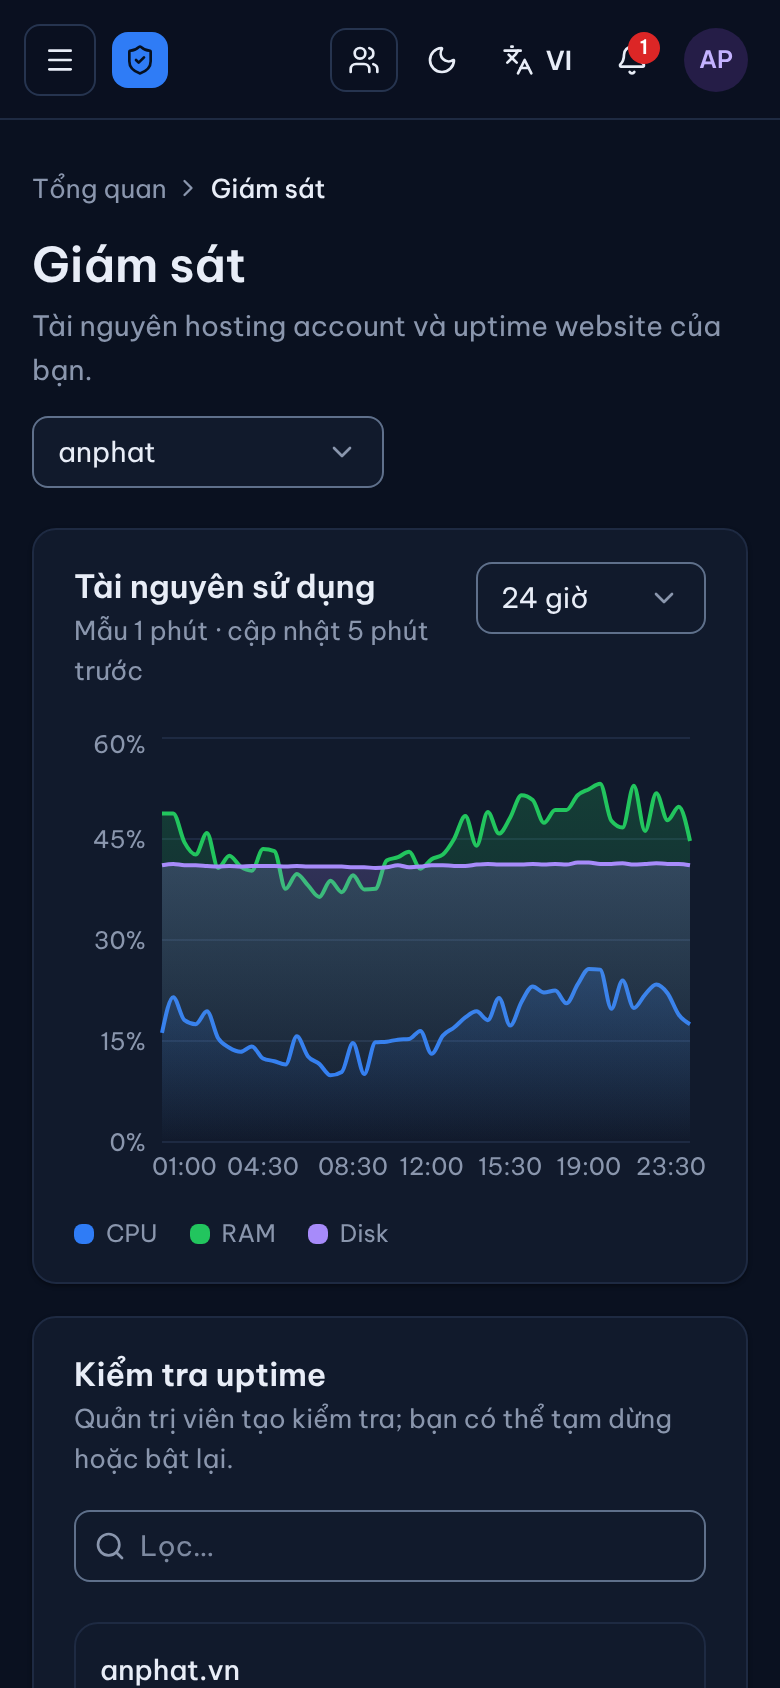 VI
1
AP
Tổng quan > Giám sát
Giám sát
Tài nguyên hosting account và uptime website của
bạn.
anphat
Tài nguyên sử dụng
24 giờ
Mẫu 1 phút · cập nhật 5 phút
trước
60%
45%
30%
15%
0%
01:00 04:30 08:30 12:00 15:30 19:00 23:30
CPU RAM Disk
Kiểm tra uptime
Quản trị viên tạo kiểm tra; bạn có thể tạm dừng
hoặc bật lại.
Lọc...
anphat.vn